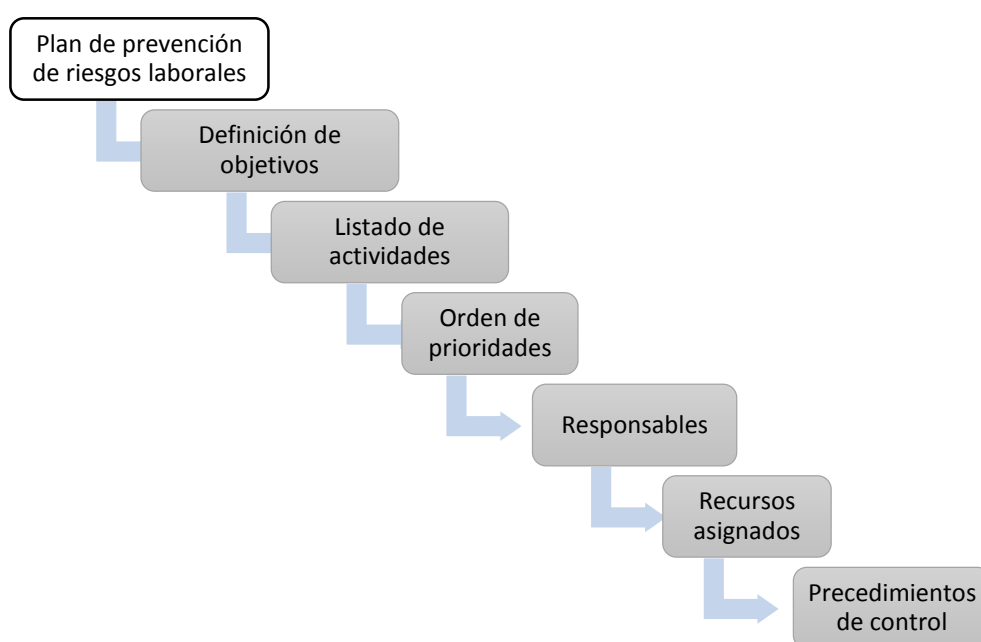 Plan de prevención
de riesgos laborales
Definición de
objetivos
Listado de
actividades
Orden de
prioridades
Responsables
Recursos
asignados
Precedimientos
de control